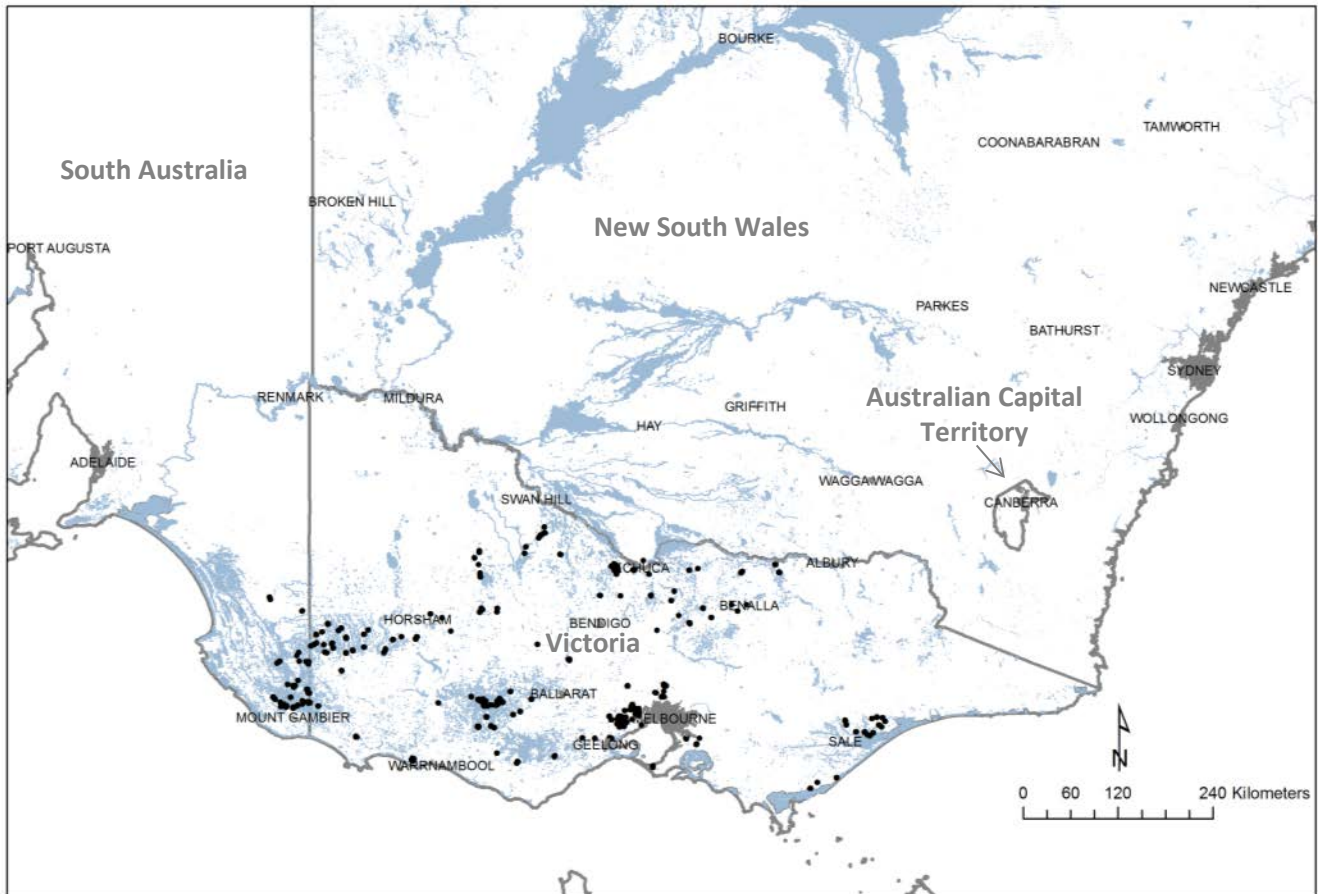 BOURKE
TAMWORTH
COONABARABRAN
South Australia
BROKEN HILL
New South Wales
PORT AUGUSTA
NEWCASTLE
PARKES
BATHURST
SYDNEY
RENMARK
MILDURA
GRIFFITH
Australian Capital
Territory
HAY
WOLLONGONG
ADELAIDE
WAGGA WAGGA
SWAN HILL
CANBERRA
ECHUCA
ALBURY
BENALLA
HORSHAM
BENDIGO
Victoria
BALLARAT
MOUNT GAMBIER
MELBOURNE
SALE
GEELONG
WARRNAMBOOL
N
0 60 120 240 Kilometers